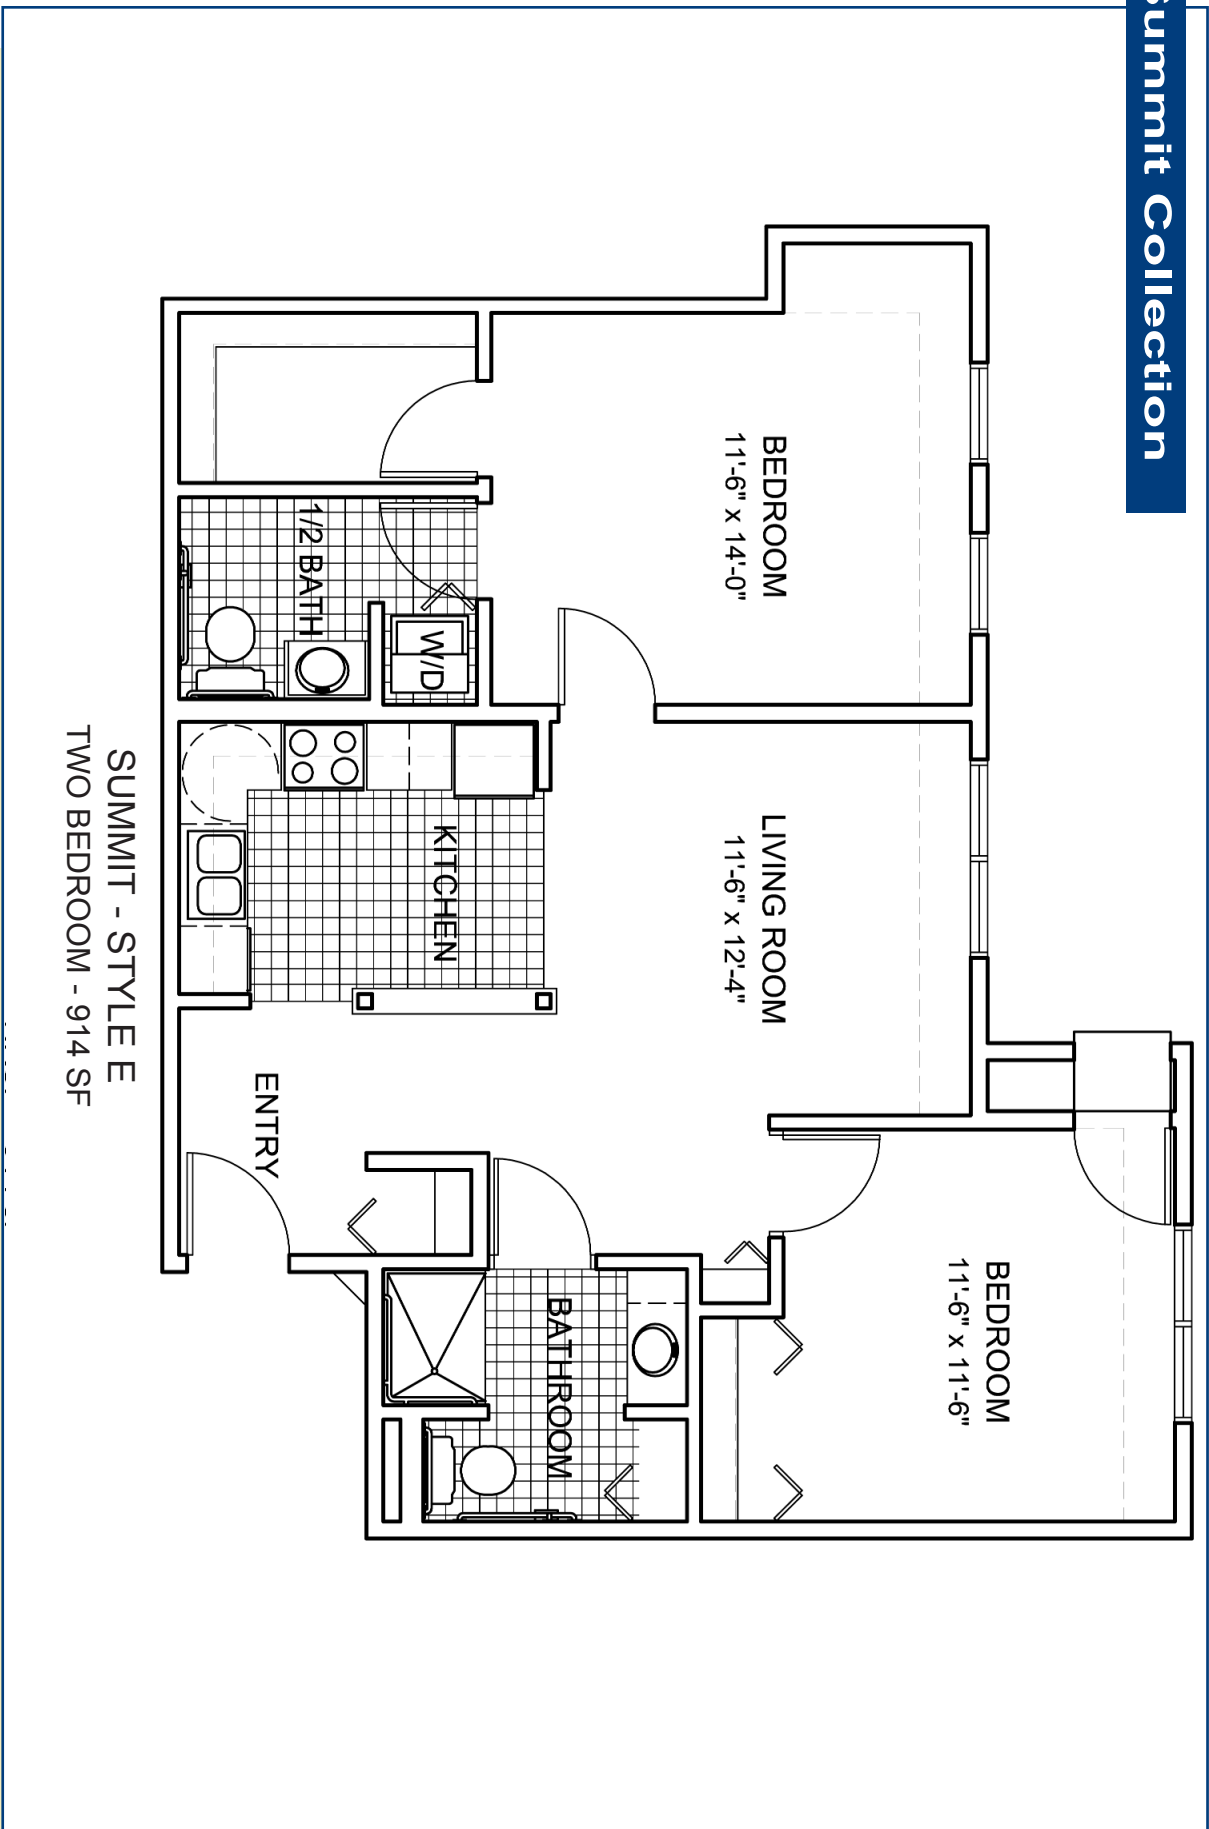 Summit Collection
BEDROOM
11'-6" x 14'-0"
LIVING ROOM
11'-6" x 12'-4"
BEDROOM
11'-6" x 11'-6"
1/2 BATH
W/D
KITCHEN
BATHROOM
ENTRY
SUMMIT - STYLE E
TWO BEDROOM - 914 SF